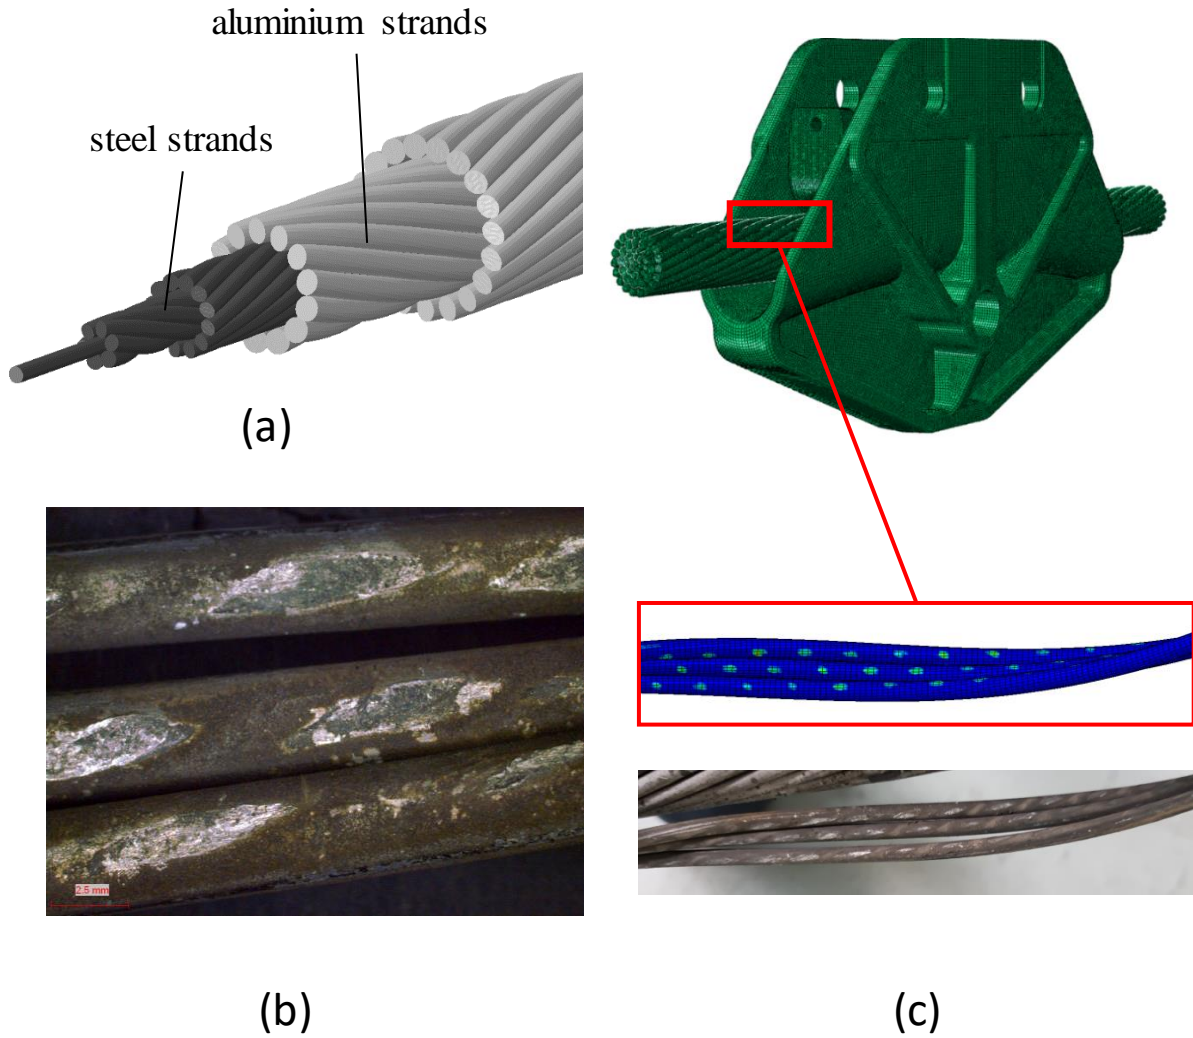 aluminium strands
steel strands
(a)
2.5 mm
(b)
(c)